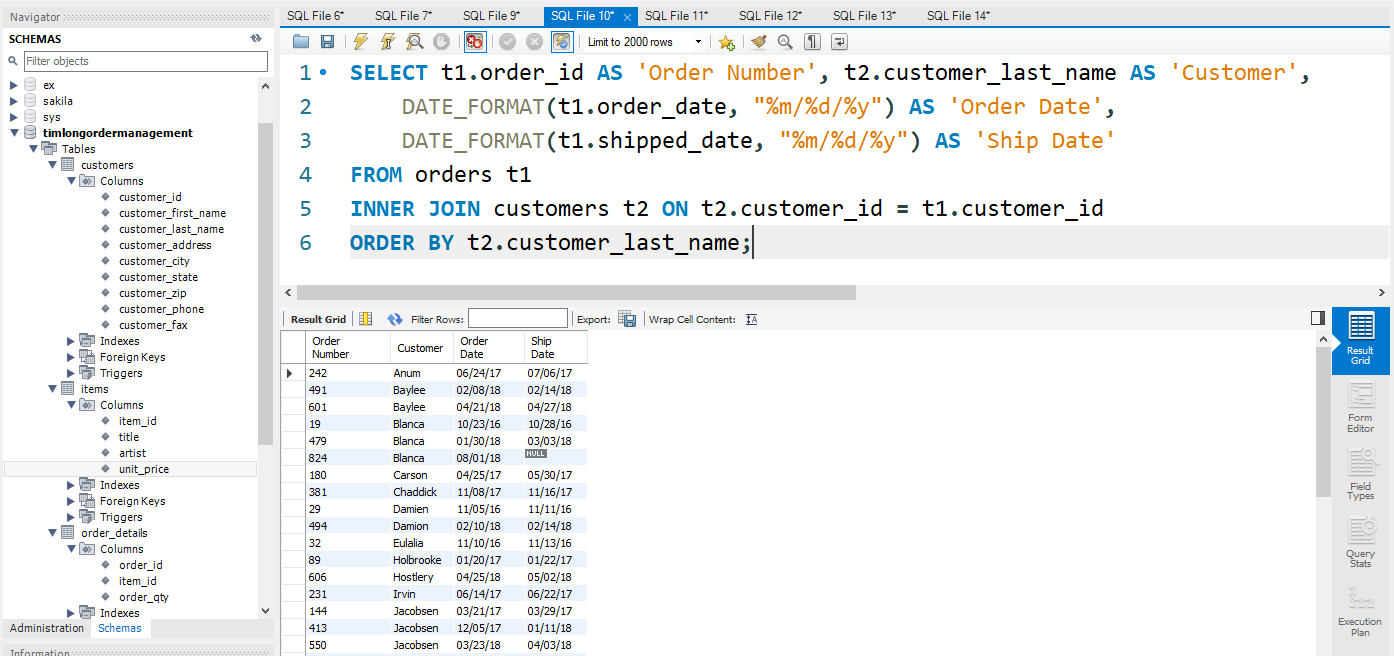 Navigator
SCHEMAS
Filter objects
ex
sakila
sys
timlongordermanagement
Tables
customers
Columns
customer_id
customer_first_name
customer_last_name
customer_address
customer_city
customer_state
customer_zip
customer_phone
customer_fax
Indexes
Foreign Keys
Triggers
items
Columns
item_id
title
artist
unit_price
Indexes
Foreign Keys
Triggers
order_details
Columns
order_id
item_id
order_qty
Indexes
Administration Schemas
Information
SQL File 6* SQL File 7* SQL File 9* SQL File 10* SQL File 11* SQL File 12* SQL File 13* SQL File 14*
Limit to 2000 rows
1 SELECT t1.order_id AS 'Order Number', t2.customer_last_name AS 'Customer',
2 DATE_FORMAT(t1.order_date, "%m/%d/%y") AS 'Order Date',
3 DATE_FORMAT(t1.shipped_date, "%m/%d/%y") AS 'Ship Date'
4 FROM orders t1
5 INNER JOIN customers t2 ON t2.customer_id = t1.customer_id
6 ORDER BY t2.customer_last_name;
Result Grid Filter Rows: Export: Wrap Cell Content: IA
Order Number Customer Order Date Ship Date
242 Anum 06/24/17 07/06/17
491 Baylee 02/08/18 02/14/18
601 Baylee 04/21/18 04/27/18
19 Blanca 10/23/16 10/28/16
479 Blanca 01/30/18 03/03/18
824 Blanca 08/01/18 NULL
180 Carson 04/25/17 05/30/17
381 Chaddick 11/08/17 11/16/17
29 Damien 11/05/16 11/11/16
494 Damion 02/10/18 02/14/18
32 Eulalia 11/10/16 11/13/16
89 Holbrooke 01/20/17 01/22/17
606 Hostlery 04/25/18 05/02/18
231 Irvin 06/14/17 06/22/17
144 Jacobsen 03/21/17 03/29/17
413 Jacobsen 12/05/17 01/11/18
550 Jacobsen 03/23/18 04/03/18
Result
Grid
Form
Editor
Field
Types
Query
Stats
Execution
Plan